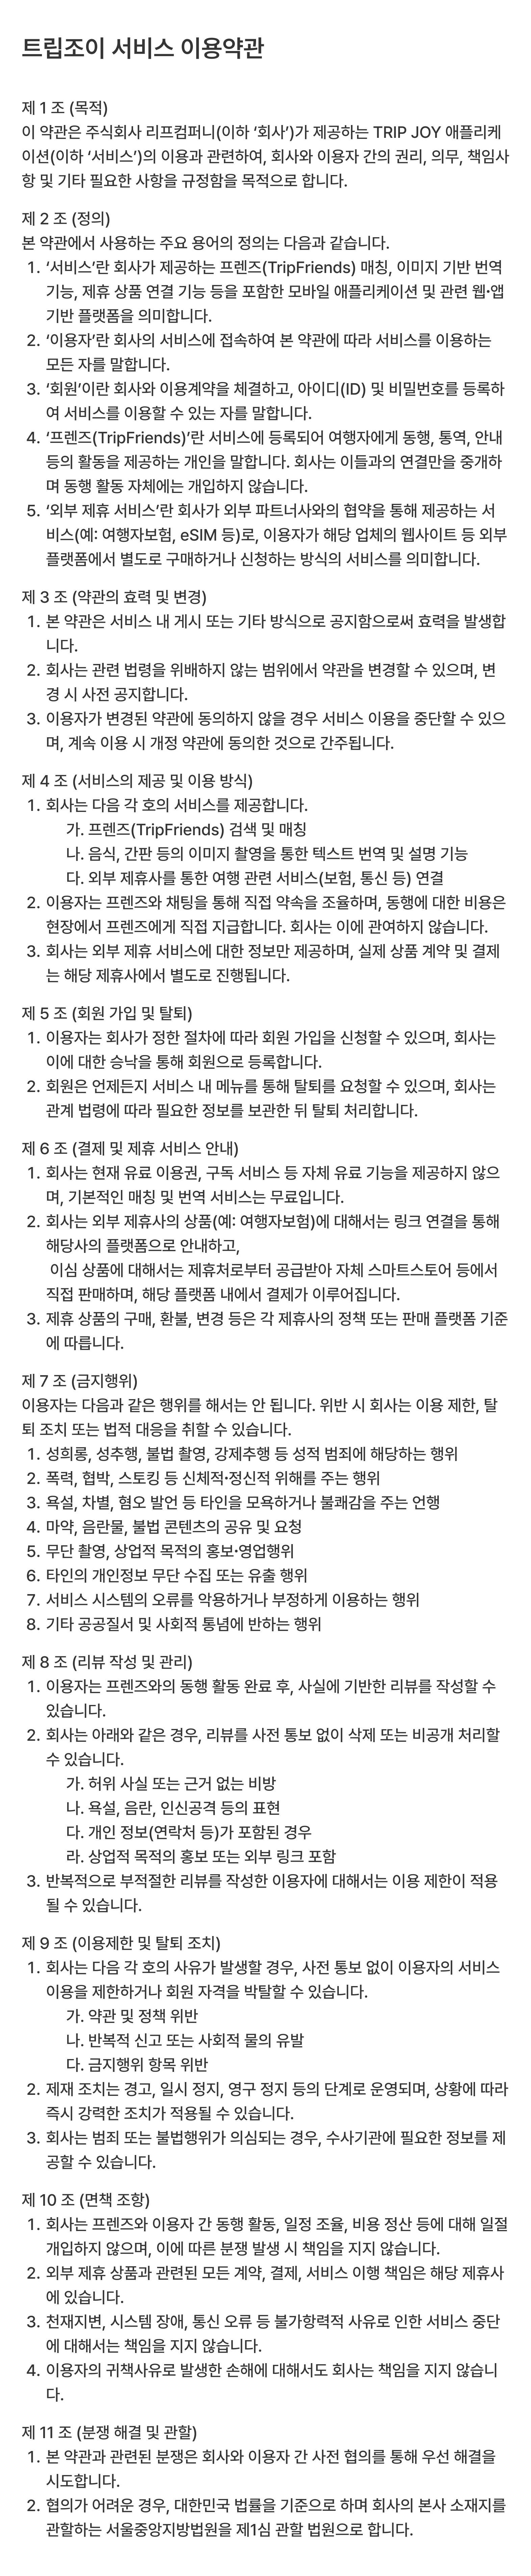 트립조이 서비스 이용약관
제 1 조 (목적)
이 약관은 주식회사 리프컴퍼니(이하 ‘회사’)가 제공하는 TRIP JOY 애플리케
이션(이하 ‘서비스’)의 이용과 관련하여, 회사와 이용자 간의 권리, 의무, 책임사
항 및 기타 필요한 사항을 규정함을 목적으로 합니다.
제 2 조 (정의)
본 약관에서 사용하는 주요 용어의 정의는 다음과 같습니다.
1. ‘서비스’란 회사가 제공하는 프렌즈(TripFriends) 매칭, 이미지 기반 번역
기능, 제휴 상품 연결 기능 등을 포함한 모바일 애플리케이션 및 관련 웹·앱
기반 플랫폼을 의미합니다.
2. ‘이용자’란 회사의 서비스에 접속하여 본 약관에 따라 서비스를 이용하는
모든 자를 말합니다.
3. ‘회원’이란 회사와 이용계약을 체결하고, 아이디(ID) 및 비밀번호를 등록하
여 서비스를 이용할 수 있는 자를 말합니다.
4. ‘프렌즈(TripFriends)’란 서비스에 등록되어 여행자에게 동행, 통역, 안내
등의 활동을 제공하는 개인을 말합니다. 회사는 이들과의 연결만을 중개하
며 동행 활동 자체에는 개입하지 않습니다.
5. ‘외부 제휴 서비스’란 회사가 외부 파트너사와의 협약을 통해 제공하는 서
비스(예: 여행자보험, eSIM 등)로, 이용자가 해당 업체의 웹사이트 등 외부
플랫폼에서 별도로 구매하거나 신청하는 방식의 서비스를 의미합니다.
제 3 조 (약관의 효력 및 변경)
1. 본 약관은 서비스 내 게시 또는 기타 방식으로 공지함으로써 효력을 발생합
니다.
2. 회사는 관련 법령을 위배하지 않는 범위에서 약관을 변경할 수 있으며, 변
경 시 사전 공지합니다.
3. 이용자가 변경된 약관에 동의하지 않을 경우 서비스 이용을 중단할 수 있으
며, 계속 이용 시 개정 약관에 동의한 것으로 간주됩니다.
제 4 조 (서비스의 제공 및 이용 방식)
1. 회사는 다음 각 호의 서비스를 제공합니다.
가. 프렌즈(TripFriends) 검색 및 매칭
나. 음식, 간판 등의 이미지 촬영을 통한 텍스트 번역 및 설명 기능
다. 외부 제휴사를 통한 여행 관련 서비스(보험, 통신 등) 연결
2. 이용자는 프렌즈와 채팅을 통해 직접 약속을 조율하며, 동행에 대한 비용은
현장에서 프렌즈에게 직접 지급합니다. 회사는 이에 관여하지 않습니다.
3. 회사는 외부 제휴 서비스에 대한 정보만 제공하며, 실제 상품 계약 및 결제
는 해당 제휴사에서 별도로 진행됩니다.
제 5 조 (회원 가입 및 탈퇴)
1. 이용자는 회사가 정한 절차에 따라 회원 가입을 신청할 수 있으며, 회사는
이에 대한 승낙을 통해 회원으로 등록합니다.
2. 회원은 언제든지 서비스 내 메뉴를 통해 탈퇴를 요청할 수 있으며, 회사는
관계 법령에 따라 필요한 정보를 보관한 뒤 탈퇴 처리합니다.
제 6 조 (결제 및 제휴 서비스 안내)
1. 회사는 현재 유료 이용권, 구독 서비스 등 자체 유료 기능을 제공하지 않으
며, 기본적인 매칭 및 번역 서비스는 무료입니다.
2. 회사는 외부 제휴사의 상품(예: 여행자보험)에 대해서는 링크 연결을 통해
해당사의 플랫폼으로 안내하고,
이심 상품에 대해서는 제휴처로부터 공급받아 자체 스마트스토어 등에서
직접 판매하며, 해당 플랫폼 내에서 결제가 이루어집니다.
3. 제휴 상품의 구매, 환불, 변경 등은 각 제휴사의 정책 또는 판매 플랫폼 기준
에 따릅니다.
제 7 조 (금지행위)
이용자는 다음과 같은 행위를 해서는 안 됩니다. 위반 시 회사는 이용 제한, 탈
퇴 조치 또는 법적 대응을 취할 수 있습니다.
1. 성희롱, 성추행, 불법 촬영, 강제추행 등 성적 범죄에 해당하는 행위
2. 폭력, 협박, 스토킹 등 신체적·정신적 위해를 주는 행위
3. 욕설, 차별, 혐오 발언 등 타인을 모욕하거나 불쾌감을 주는 언행
4. 마약, 음란물, 불법 콘텐츠의 공유 및 요청
5. 무단 촬영, 상업적 목적의 홍보·영업행위
6. 타인의 개인정보 무단 수집 또는 유출 행위
7. 서비스 시스템의 오류를 악용하거나 부정하게 이용하는 행위
8. 기타 공공질서 및 사회적 통념에 반하는 행위
제 8 조 (리뷰 작성 및 관리)
1. 이용자는 프렌즈와의 동행 활동 완료 후, 사실에 기반한 리뷰를 작성할 수
있습니다.
2. 회사는 아래와 같은 경우, 리뷰를 사전 통보 없이 삭제 또는 비공개 처리할
수 있습니다.
가. 허위 사실 또는 근거 없는 비방
나. 욕설, 음란, 인신공격 등의 표현
다. 개인 정보(연락처 등)가 포함된 경우
라. 상업적 목적의 홍보 또는 외부 링크 포함
3. 반복적으로 부적절한 리뷰를 작성한 이용자에 대해서는 이용 제한이 적용
될 수 있습니다.
제 9 조 (이용제한 및 탈퇴 조치)
1. 회사는 다음 각 호의 사유가 발생할 경우, 사전 통보 없이 이용자의 서비스
이용을 제한하거나 회원 자격을 박탈할 수 있습니다.
가. 약관 및 정책 위반
나. 반복적 신고 또는 사회적 물의 유발
다. 금지행위 항목 위반
2. 제재 조치는 경고, 일시 정지, 영구 정지 등의 단계로 운영되며, 상황에 따라
즉시 강력한 조치가 적용될 수 있습니다.
3. 회사는 범죄 또는 불법행위가 의심되는 경우, 수사기관에 필요한 정보를 제
공할 수 있습니다.
제 10 조 (면책 조항)
1. 회사는 프렌즈와 이용자 간 동행 활동, 일정 조율, 비용 정산 등에 대해 일절
개입하지 않으며, 이에 따른 분쟁 발생 시 책임을 지지 않습니다.
2. 외부 제휴 상품과 관련된 모든 계약, 결제, 서비스 이행 책임은 해당 제휴사
에 있습니다.
3. 천재지변, 시스템 장애, 통신 오류 등 불가항력적 사유로 인한 서비스 중단
에 대해서는 책임을 지지 않습니다.
4. 이용자의 귀책사유로 발생한 손해에 대해서도 회사는 책임을 지지 않습니
다.
제 11 조 (분쟁 해결 및 관할)
1. 본 약관과 관련된 분쟁은 회사와 이용자 간 사전 협의를 통해 우선 해결을
시도합니다.
2. 협의가 어려운 경우, 대한민국 법률을 기준으로 하며 회사의 본사 소재지를
관할하는 서울중앙지방법원을 제1심 관할 법원으로 합니다.